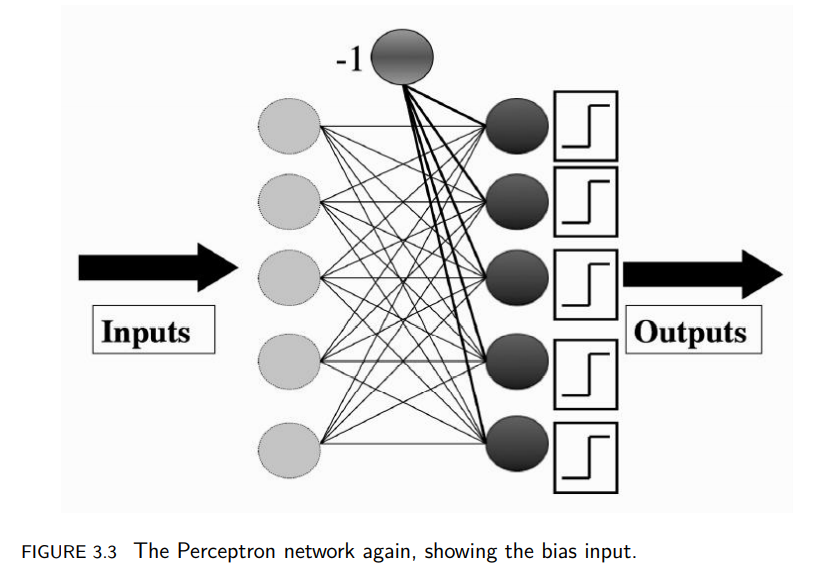 -1
Inputs
Outputs
FIGURE 3.3 The Perceptron network again, showing the bias input.